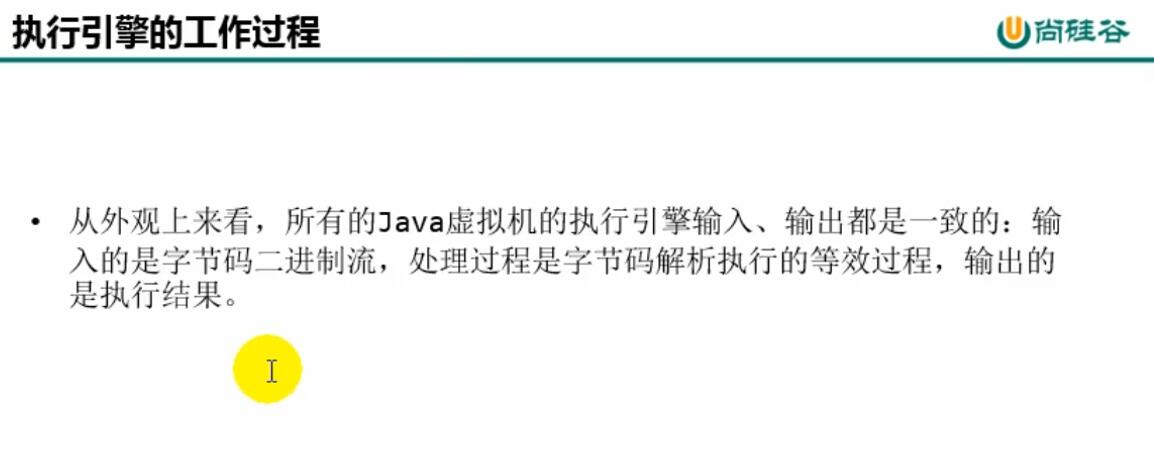 执行引擎的工作过程
尚硅谷
• 从外观上来看，所有的Java虚拟机的执行引擎输入、输出都是一致的：输
入的是字节码二进制流，处理过程是字节码解析执行的等效过程，输出的
是执行结果。